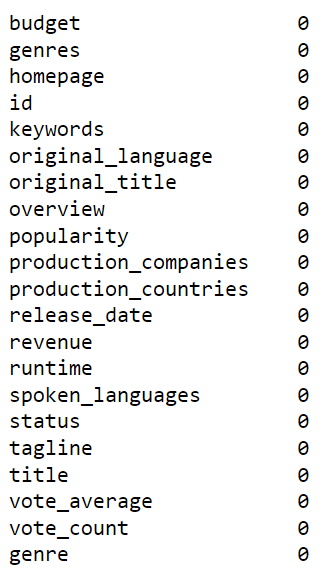 budget 0
genres 0
homepage 0
id 0
keywords 0
original_language 0
original_title 0
overview 0
popularity 0
production_companies 0
production_countries 0
release_date 0
revenue 0
runtime 0
spoken_languages 0
status 0
tagline 0
title 0
vote_average 0
vote_count 0
genre 0